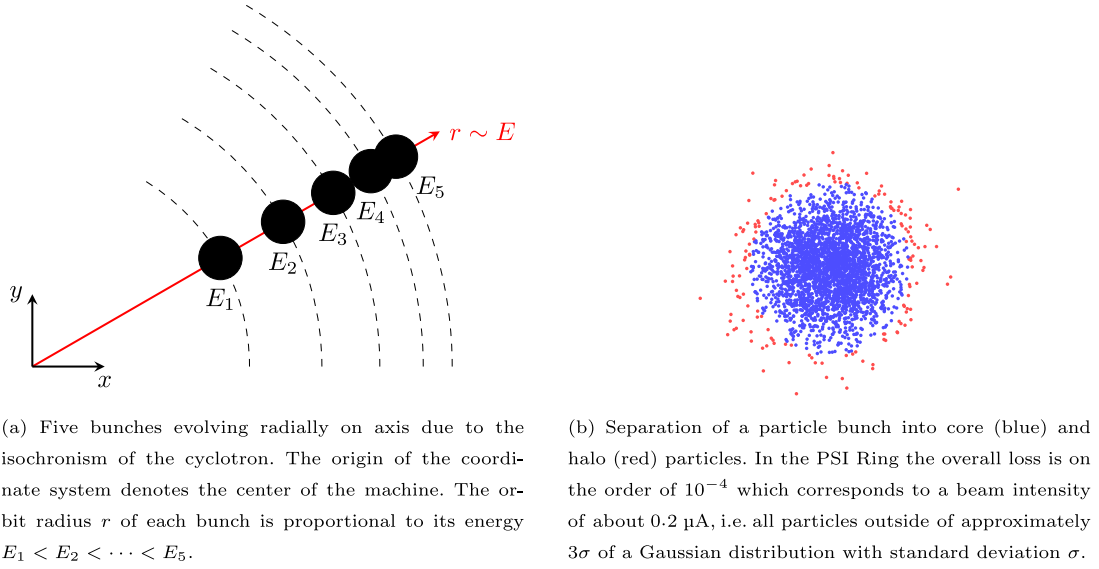 r ∼ E
E₅
E₄
E₃
E₂
E₁
y
x
(a) Five bunches evolving radially on axis due to the
isochronism of the cyclotron. The origin of the coordi-
nate system denotes the center of the machine. The or-
bit radius r of each bunch is proportional to its energy
E₁ < E₂ < · · · < E₅.
(b) Separation of a particle bunch into core (blue) and
halo (red) particles. In the PSI Ring the overall loss is on
the order of 10⁻⁴ which corresponds to a beam intensity
of about 0.2 µA, i.e. all particles outside of approximately
3σ of a Gaussian distribution with standard deviation σ.